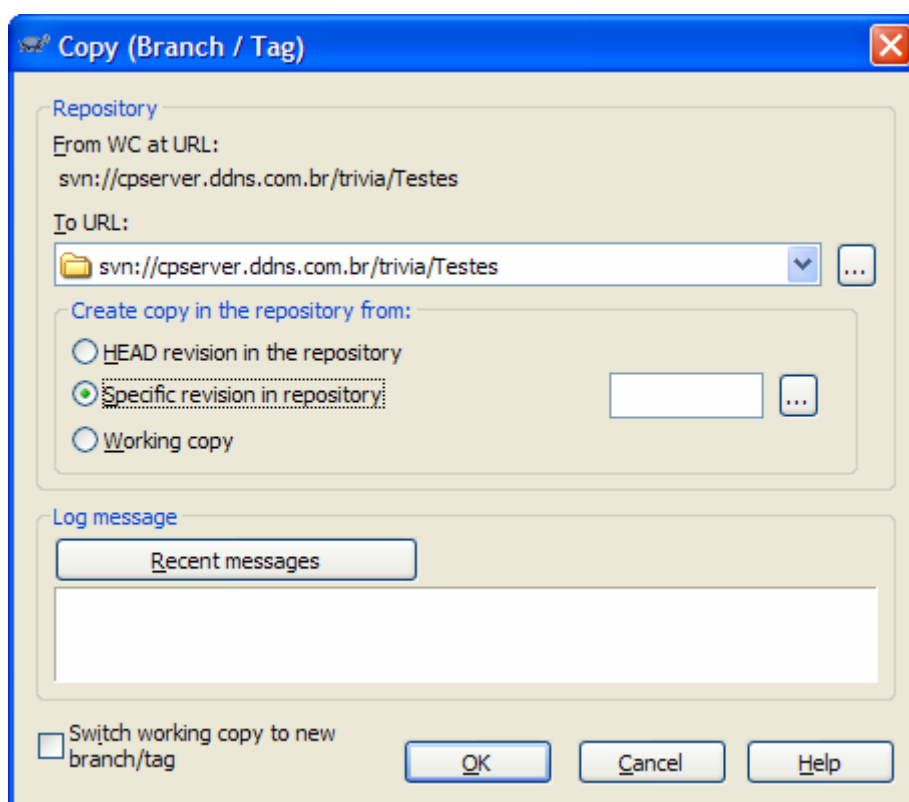 Copy (Branch / Tag)
Repository
From WC at URL:
svn://cpserver.ddns.com.br/trivia/Testes
To URL:
svn://cpserver.ddns.com.br/trivia/Testes
...
Create copy in the repository from:
HEAD revision in the repository
Specific revision in repository
...
Working copy
Log message
Recent messages
Switch working copy to new
branch/tag
OK
Cancel
Help